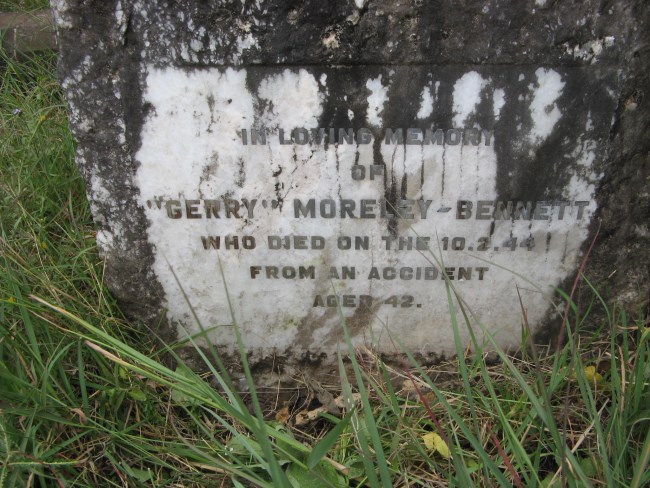 IN LOVING MEMORY
OF
"GERRY" MORELEY-BENNETT
WHO DIED ON THE 10.2.44
FROM AN ACCIDENT
AGED 42.